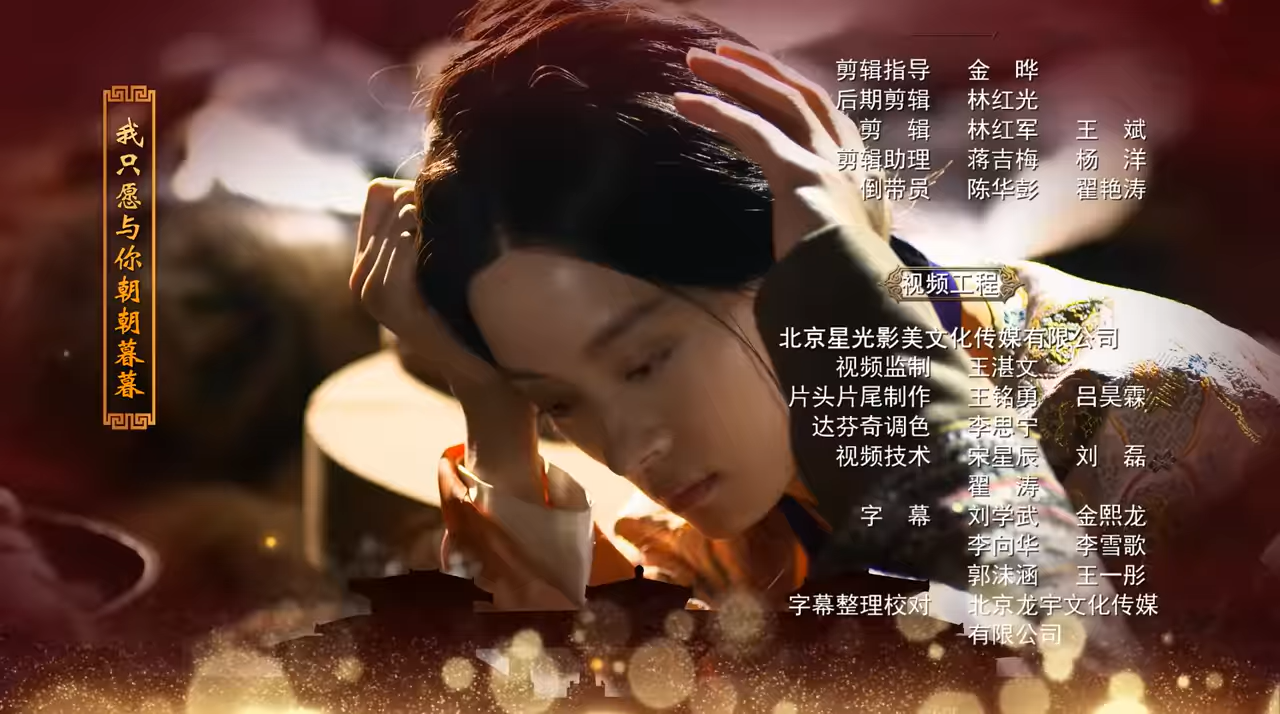 我只愿与你朝朝暮暮
剪辑指导 金 晔
后期剪辑 林红光
剪 辑 林红军 王 斌
剪辑助理 蒋吉梅 杨 洋
倒带员 陈华彭 翟艳涛
视频工程
北京星光影美文化传媒有限公司
视频监制 王湛文
片头片尾制作 王铭勇 吕昊霖
达芬奇调色 李思宁
视频技术 宋星辰 刘 磊
翟 涛
字 幕 刘学武 金熙龙
李向华 李雪歌
郭沫涵 王一彤
字幕整理校对 北京龙宇文化传媒
有限公司